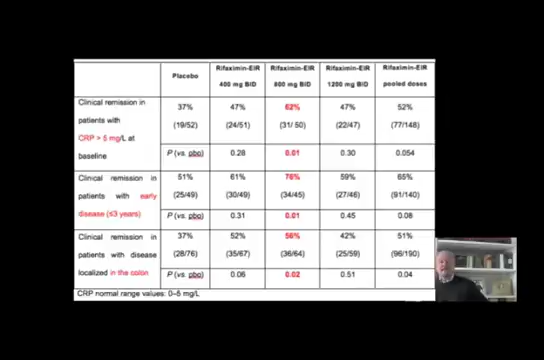 Placebo
Rifaximin-EIR 400 mg BID
Rifaximin-EIR 800 mg BID
Rifaximin-EIR 1200 mg BID
Rifaximin-EIR pooled doses
Clinical remission in patients with CRP > 5 mg/L at baseline
37% 47% 62% 47% 52%
(19/52) (24/51) (31/ 50) (22/47) (77/148)
P (vs. pbo) 0.28 0.01 0.30 0.054
Clinical remission in patients with early disease (≤3 years)
51% 61% 76% 59% 65%
(25/49) (30/49) (34/45) (27/46) (91/140)
P (vs. pbo) 0.31 0.01 0.45 0.08
Clinical remission in patients with disease localized in the colon
37% 52% 56% 42% 51%
(28/76) (35/67) (36/64) (25/59) (96/190)
P (vs. pbo) 0.06 0.02 0.51 0.04
CRP normal range values: 0–5 mg/L